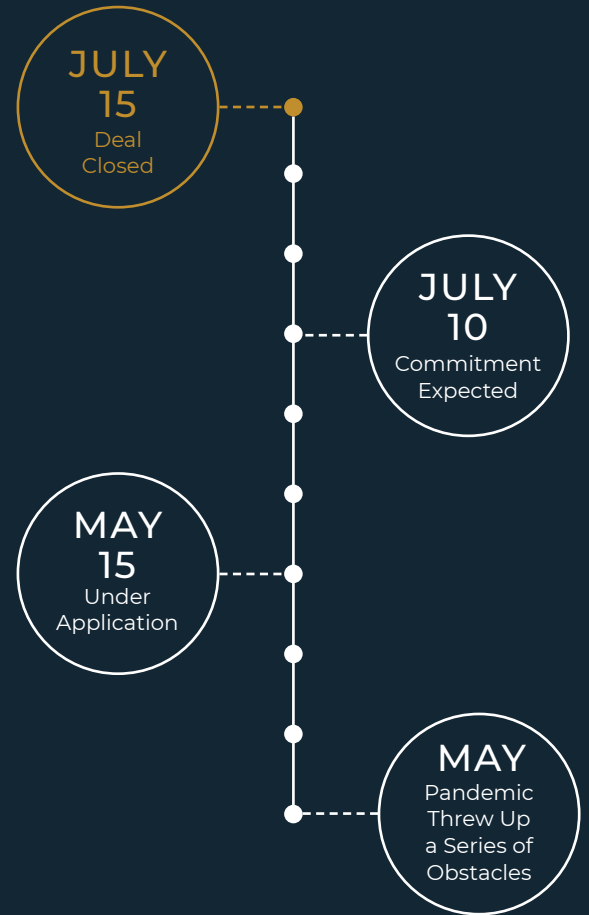 JULY
15
Deal
Closed
JULY
10
Commitment
Expected
MAY
15
Under
Application
MAY
Pandemic
Threw Up
a Series of
Obstacles